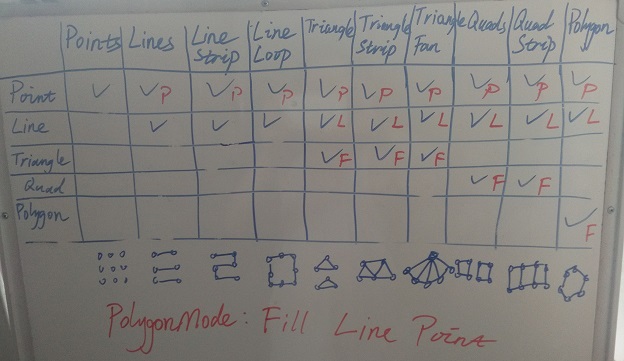 Points Lines Line Strip Line Loop Triangle Triangle Strip Triangle Fan Quads Quad Strip Polygon
Point ✓ ✓P ✓P ✓P ✓P ✓P ✓P ✓P ✓P ✓P
Line ✓ ✓ ✓ ✓L ✓L ✓L ✓L ✓L ✓L
Triangle ✓F ✓F ✓F
Quad ✓F ✓F
Polygon ✓F
PolygonMode: Fill Line Point